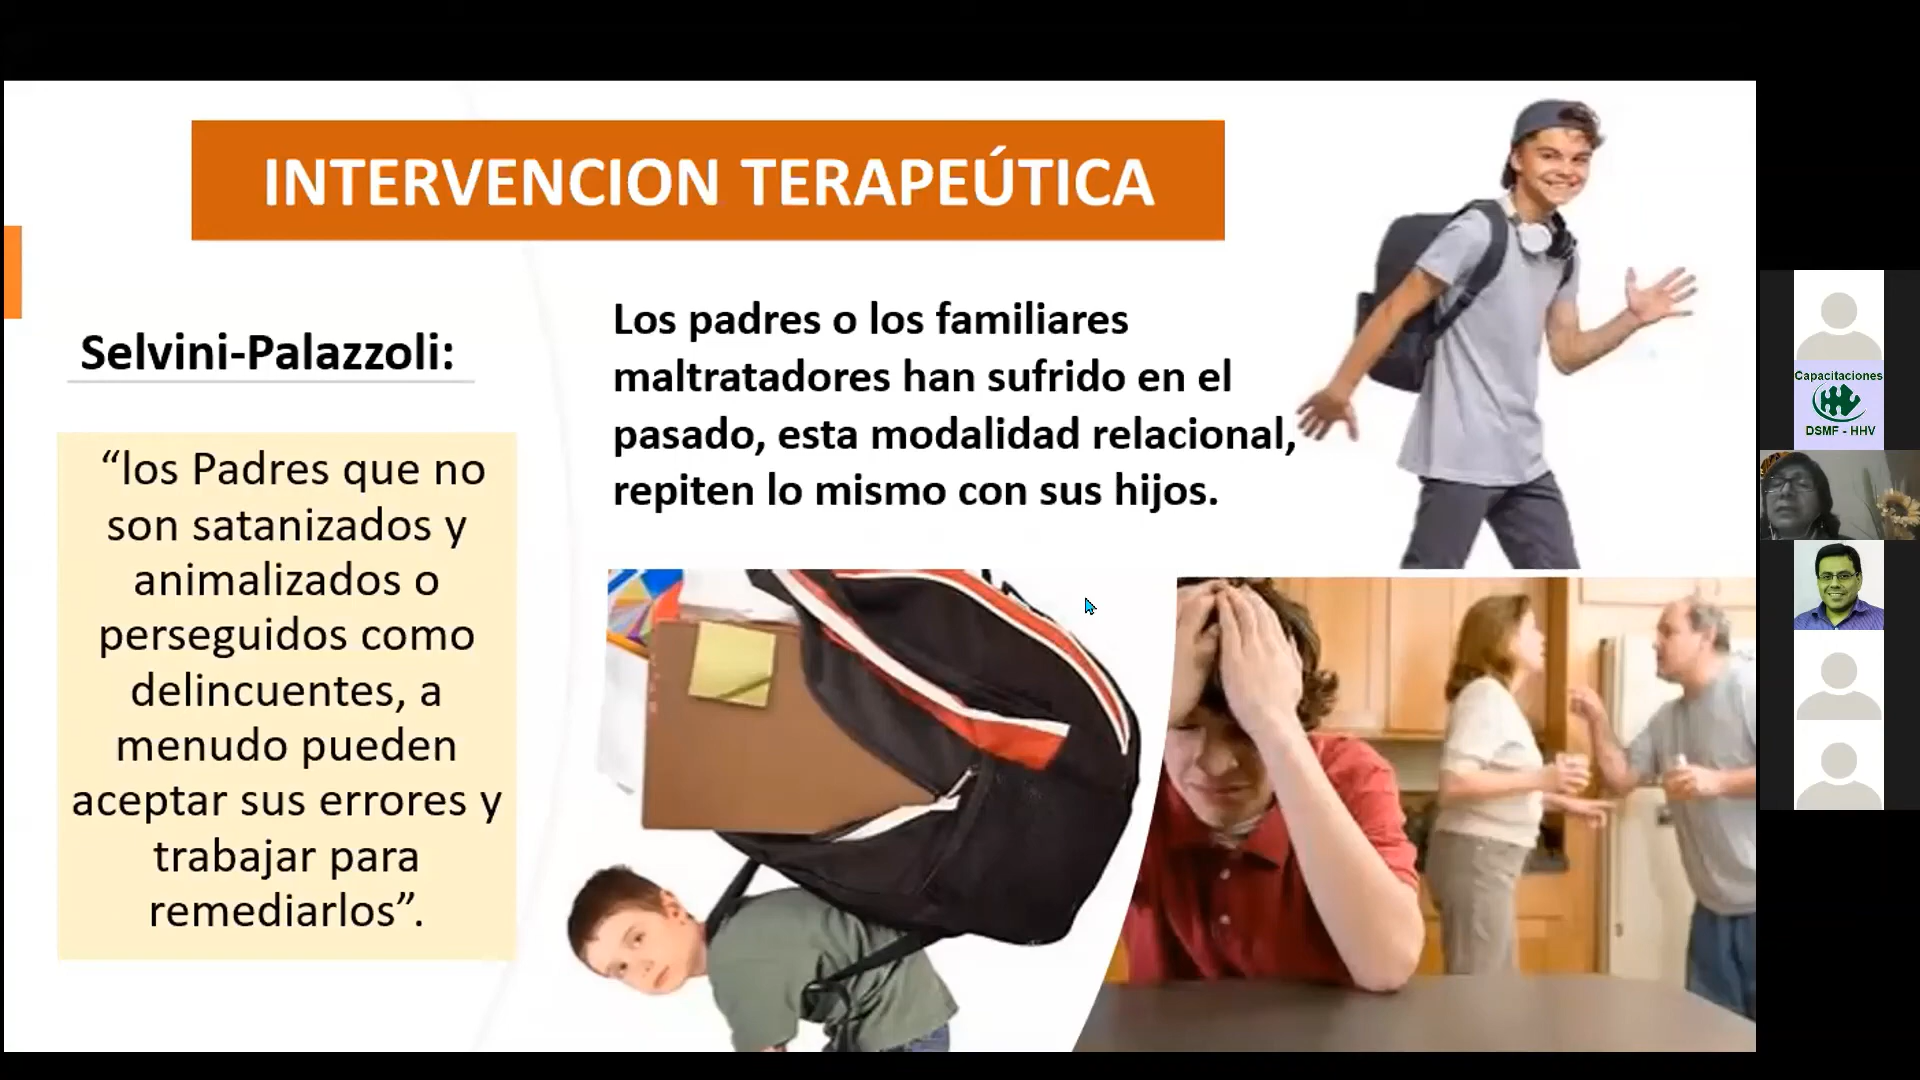 INTERVENCION TERAPEÚTICA
Selvini-Palazzoli:
“los Padres que no
son satanizados y
animalizados o
perseguidos como
delincuentes, a
menudo pueden
aceptar sus errores y
trabajar para
remediarlos”.
Los padres o los familiares
maltratadores han sufrido en el
pasado, esta modalidad relacional,
repiten lo mismo con sus hijos.
Capacitaciones
DSMF - HHV